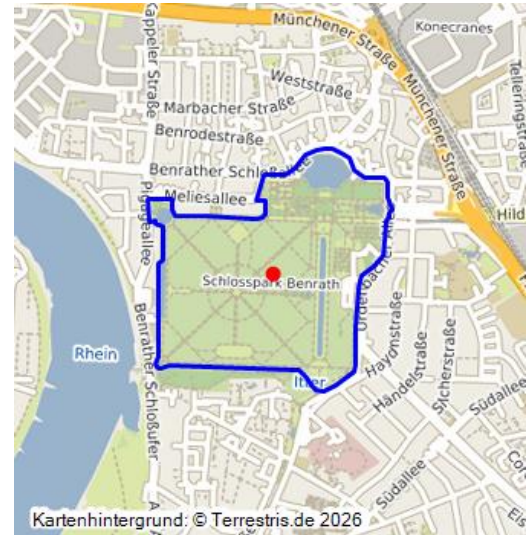 Münchener Straße
Konecranes
Kappeler Straße
Weststraße
Telleringstraße
Marbacher Straße
Münchener Straße
Benrodestraße
Benrather Schloßallee
Meliesallee
Pigageallee
Hild
Urdenbacher Allee
Schlosspark Benrath
Rhein
Benrather Schloßufer
Haydnstraße
Itter
Händelstraße
Silcherstraße
Südallee
Südallee
Kartenhintergrund: © Terrestris.de 2026